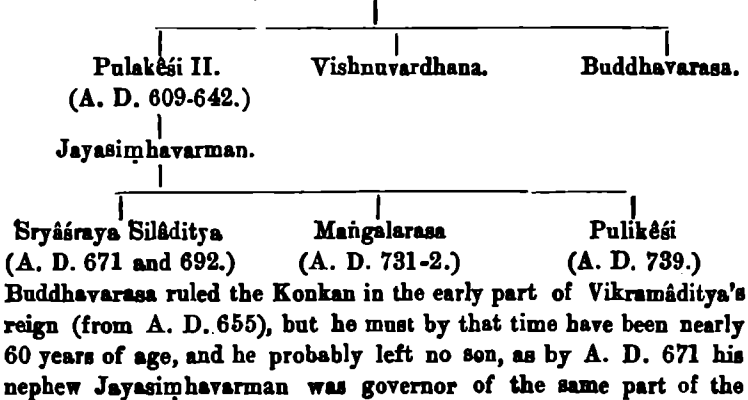 Pulakêśi II. Vishnuvardhana. Buddhavarasa.
(A. D. 609-642.)
Jayasiṃhavarman.
Sryâśraya Silâditya Maṅgalarasa Pulikêśi
(A. D. 671 and 692.) (A. D. 731-2.) (A. D. 739.)
Buddhavarasa ruled the Konkan in the early part of Vikramâditya's
reign (from A. D. 655), but he must by that time have been nearly
60 years of age, and he probably left no son, as by A. D. 671 his
nephew Jayasiṃhavarman was governor of the same part of the